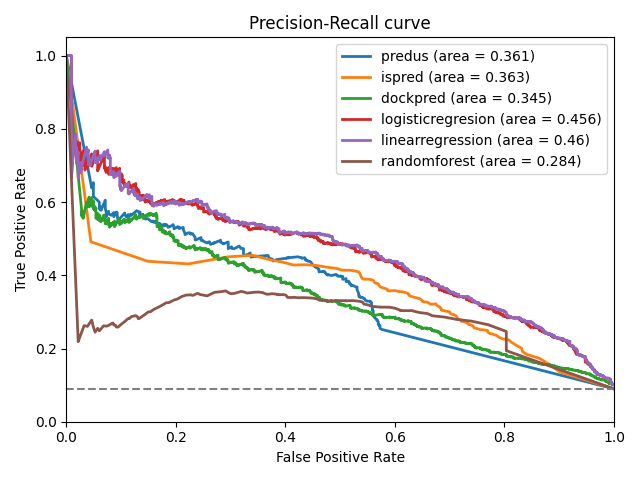 Precision-Recall curve
predus (area = 0.361)
ispred (area = 0.363)
dockpred (area = 0.345)
logisticregresion (area = 0.456)
linearregression (area = 0.46)
randomforest (area = 0.284)
True Positive Rate
1.0
0.8
0.6
0.4
0.2
0.0
0.0 0.2 0.4 0.6 0.8 1.0
False Positive Rate